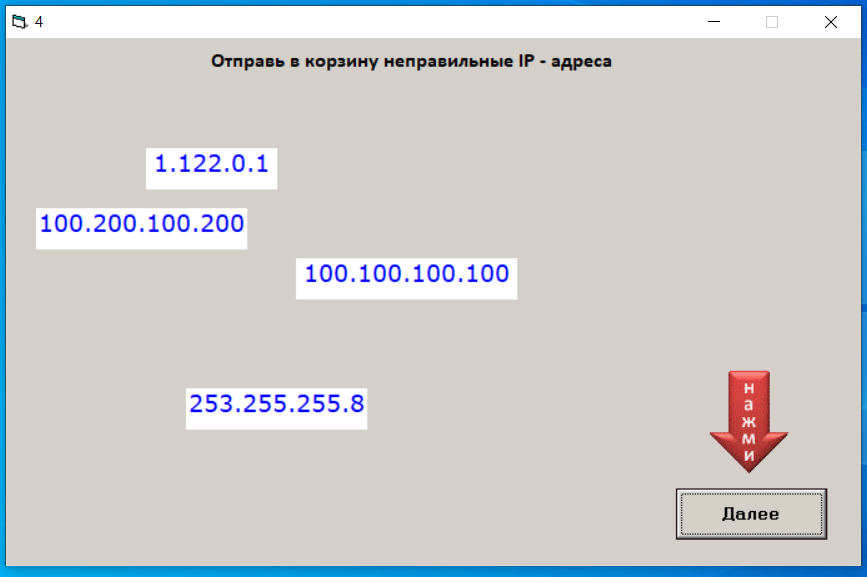 4
Отправь в корзину неправильные IP - адреса
1.122.0.1
100.200.100.200
100.100.100.100
253.255.255.8
н
а
ж
м
и
Далее